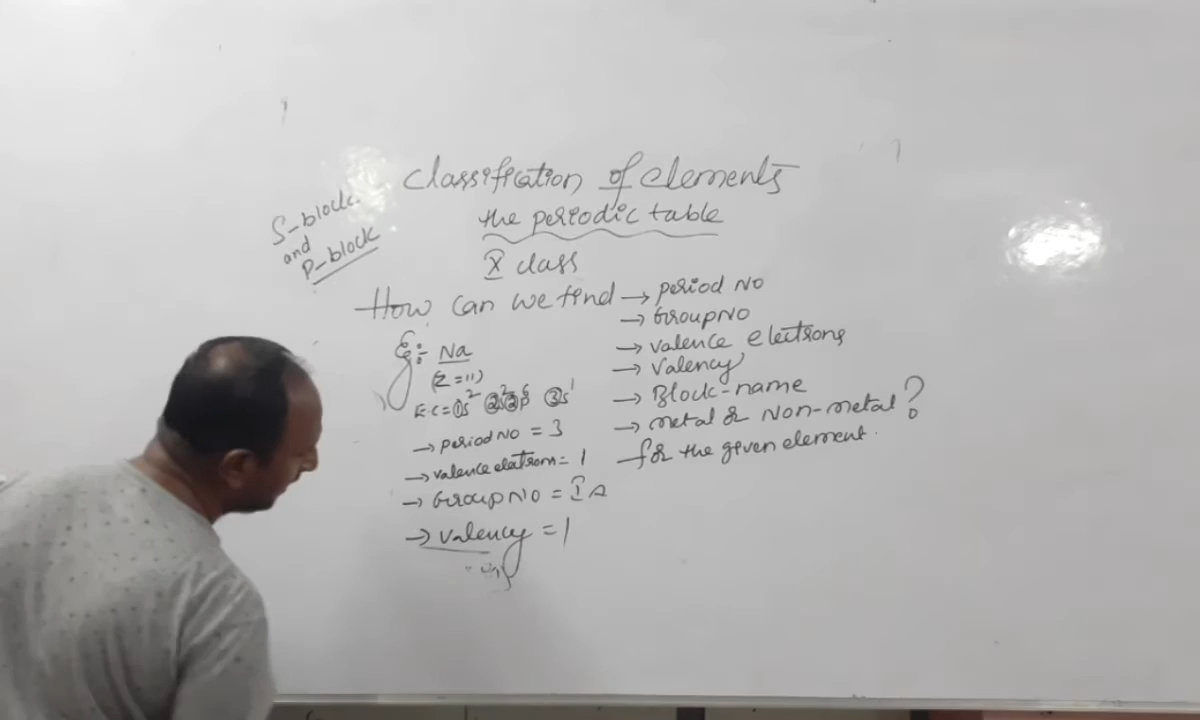 Classification of elements
the periodic table
S-block
and
P-block
X class
How can we find → period No
→ Group No
→ valence electrons
→ valency
→ Block-name
→ metal or Non-metal?
for the given element.
Eg:- Na
(Z = 11)
E.C = 1s² 2s² 2p⁶ 3s¹
→ period No = 3
→ valence eletrons = 1
→ Group No = I A
→ valency = 1